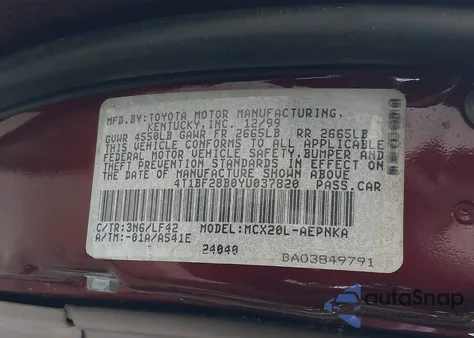 MFD.BY:TOYOTA MOTOR MANUFACTURING,
KENTUCKY,INC. 12/99
GVWR 4550LB GAWR FR 2665LB RR 2665LB
THIS VEHICLE CONFORMS TO ALL APPLICABLE
FEDERAL MOTOR VEHICLE SAFETY,BUMPER,AND
THEFT PREVENTION STANDARDS IN EFFECT ON
THE DATE OF MANUFACTURE SHOWN ABOVE.
4T1BF28B0YU037820 PASS.CAR
C/TR:3N6/LF42 MODEL:MCX20L-AEPNKA
A/TM:-01A/A541E
24040
BA03849791
autoSnap